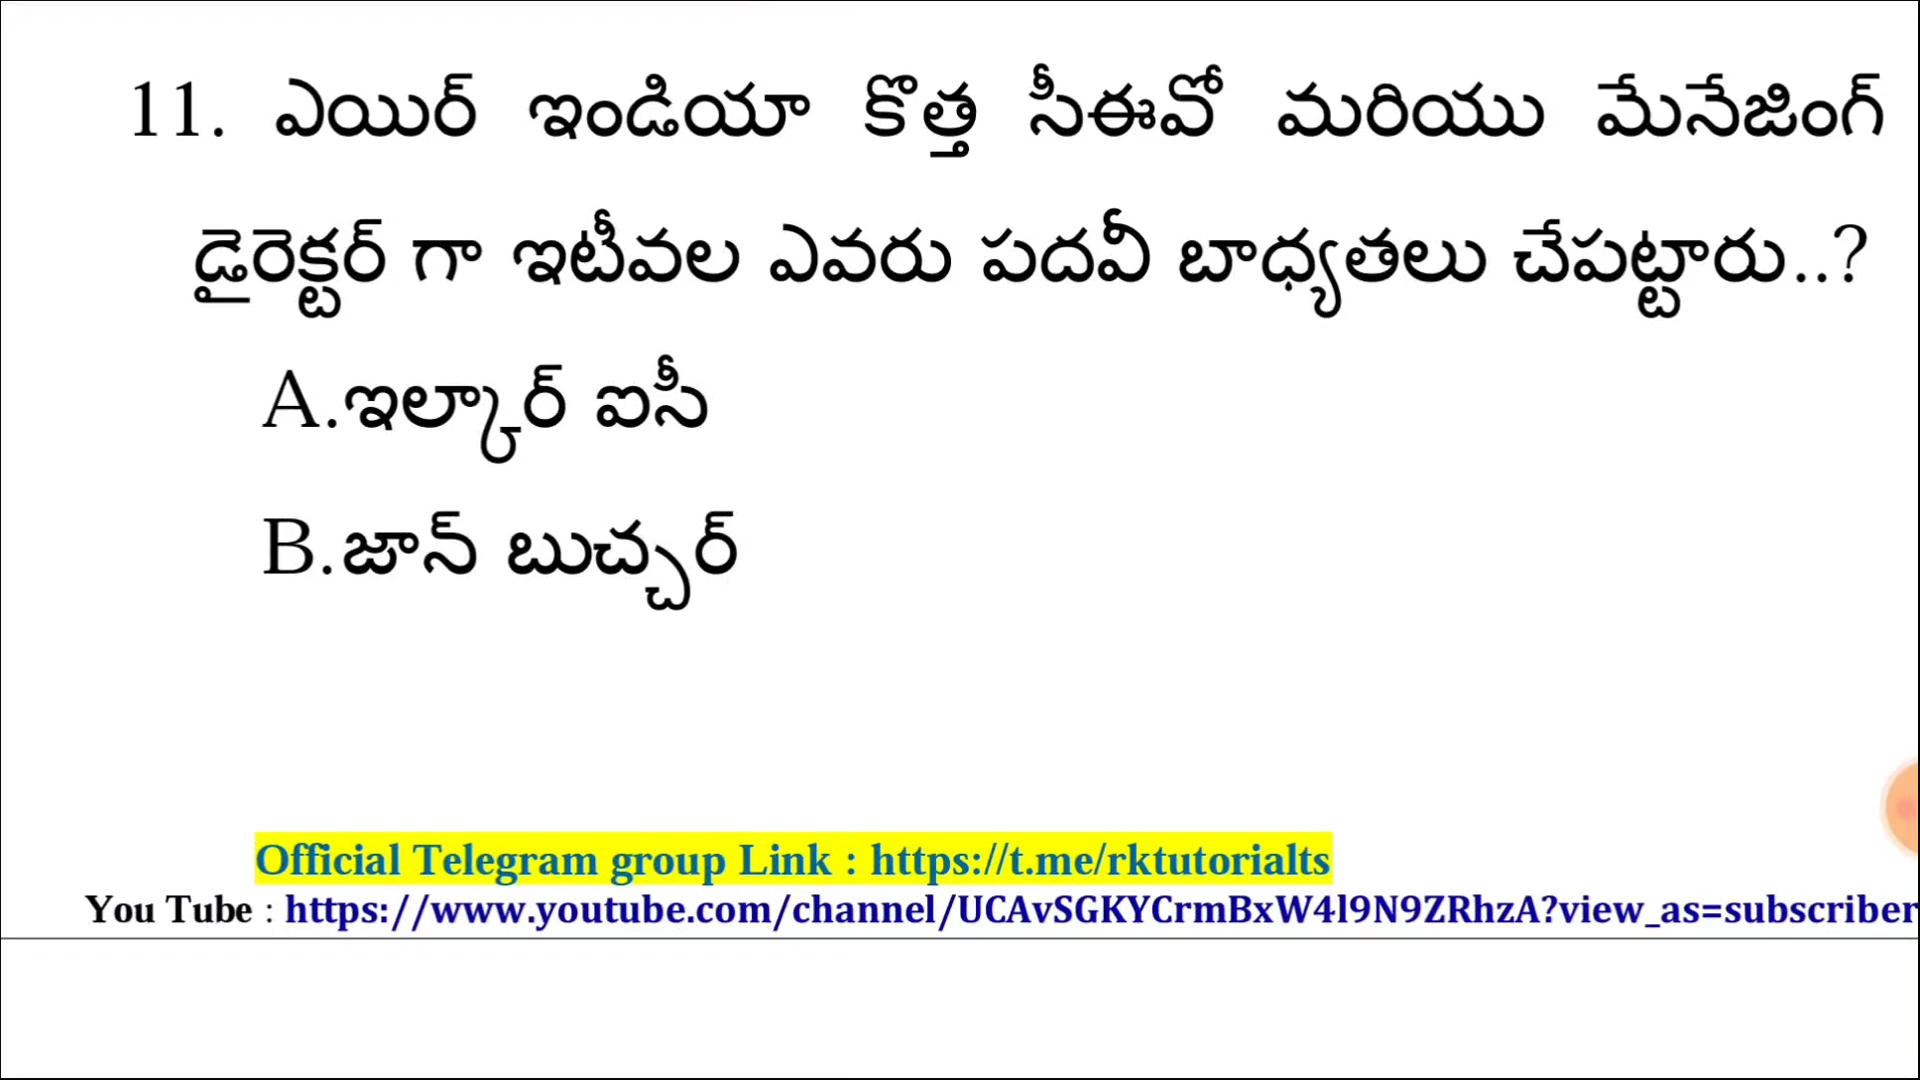 11. ఎయిర్ ఇండియా కొత్త సీఈవో మరియు మేనేజింగ్
డైరెక్టర్ గా ఇటీవల ఎవరు పదవీ బాధ్యతలు చేపట్టారు..?
A.ఇల్కార్ ఐసీ
B.జాన్ బుచ్చర్
Official Telegram group Link : https://t.me/rktutorialts
You Tube : https://www.youtube.com/channel/UCAvSGKYCrmBxW4l9N9ZRhzA?view_as=subscriber